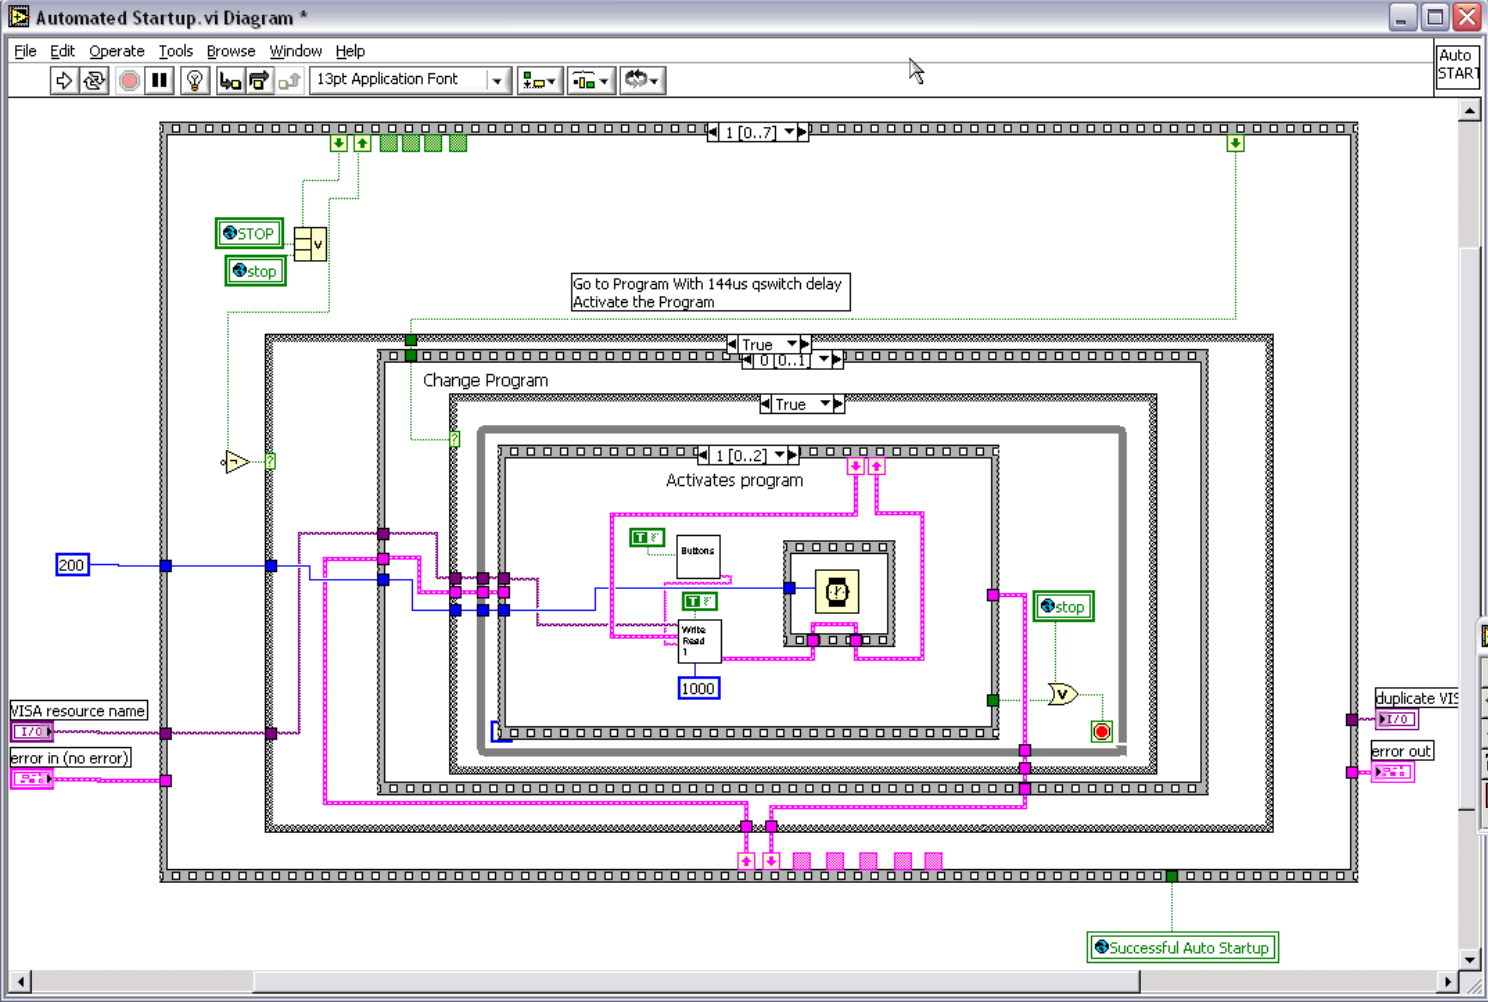 Automated Startup.vi Diagram *
File Edit Operate Tools Browse Window Help
13pt Application Font
Auto
START
1 [0..7]
STOP
V
stop
Go to Program With 144us qswitch delay
Activate the Program
True
0 [0..1]
Change Program
True
?
1 [0..2]
Activates program
?
T F
Buttons
200
T F
stop
Write
Read
1
V
1000
VISA resource name
I/O
duplicate VIS
I/O
error in (no error)
error out
Successful Auto Startup